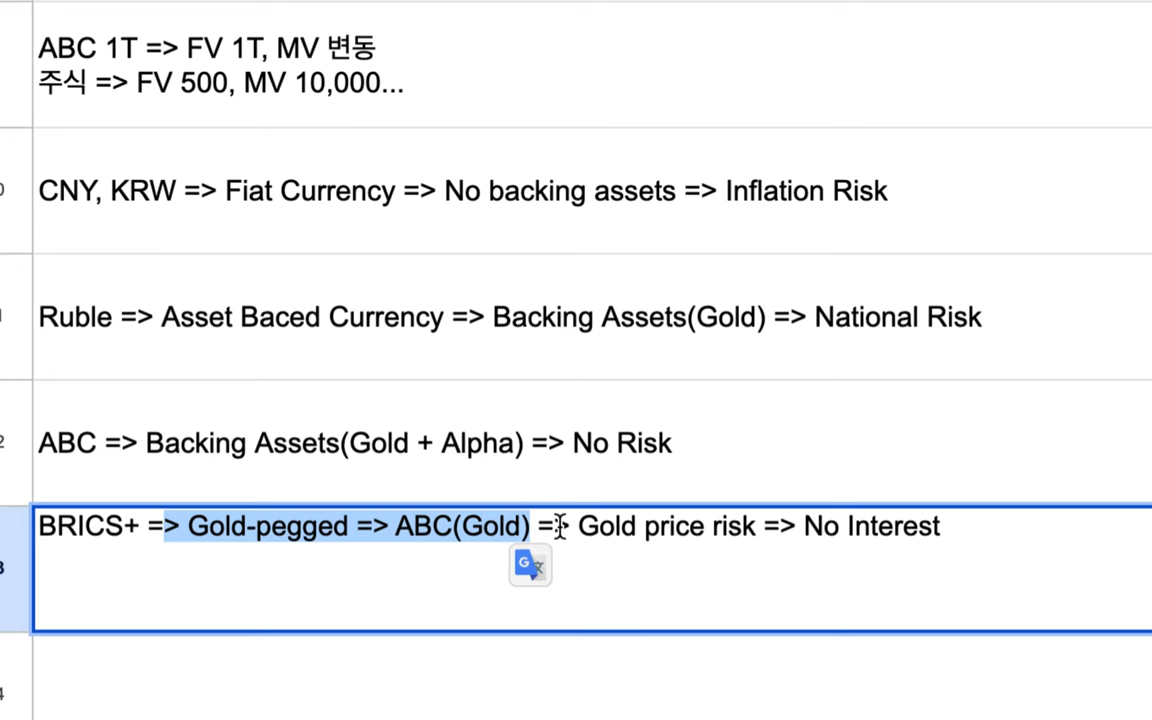 ABC 1T => FV 1T, MV 변동
주식 => FV 500, MV 10,000...
CNY, KRW => Fiat Currency => No backing assets => Inflation Risk
Ruble => Asset Baced Currency => Backing Assets(Gold) => National Risk
ABC => Backing Assets(Gold + Alpha) => No Risk
BRICS+ => Gold-pegged => ABC(Gold) => Gold price risk => No Interest